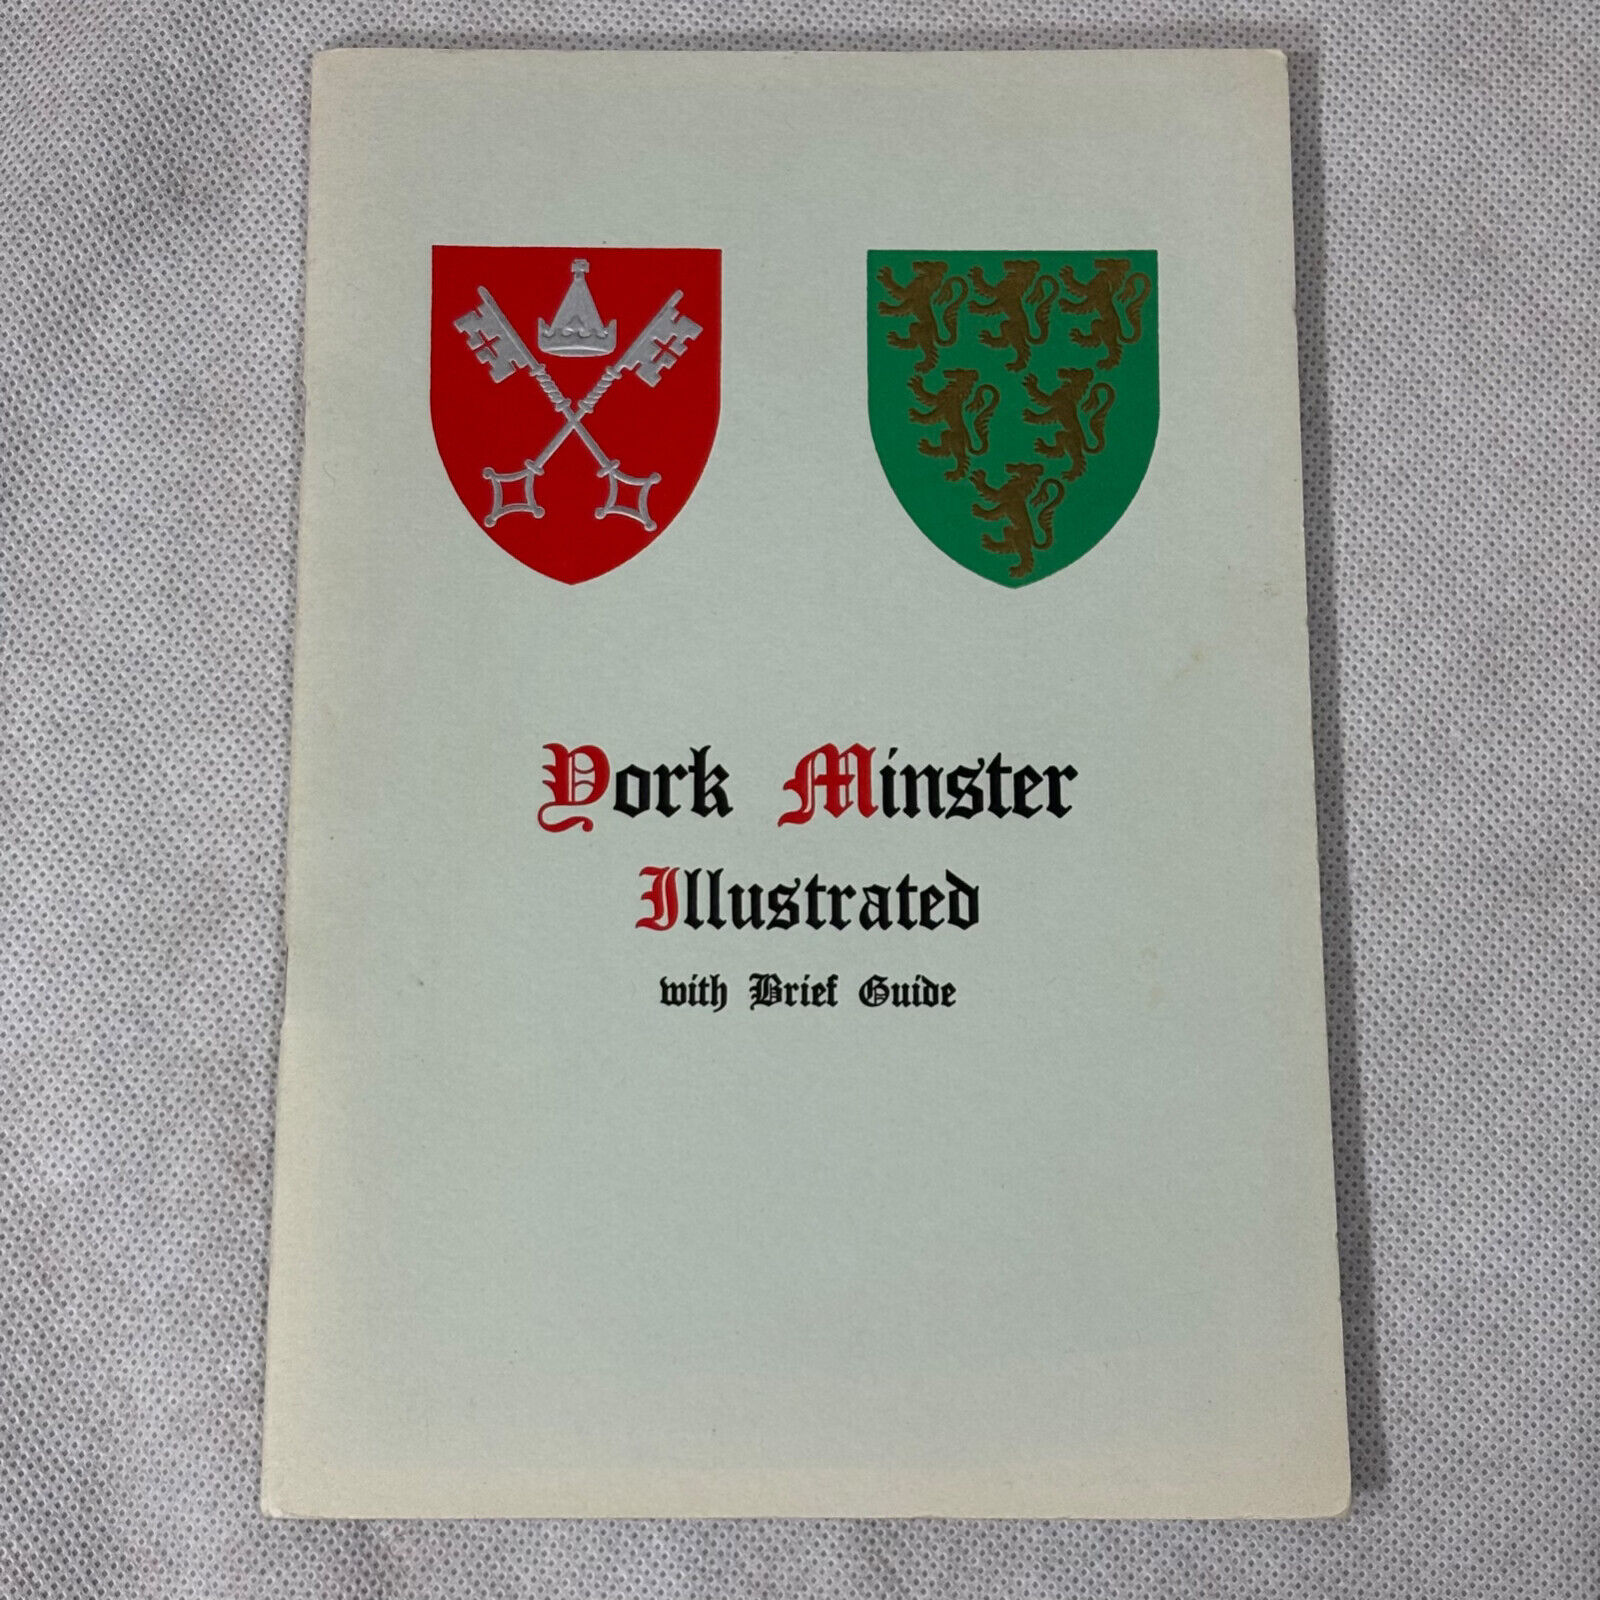 York Minster
Illustrated
with Brief Guide